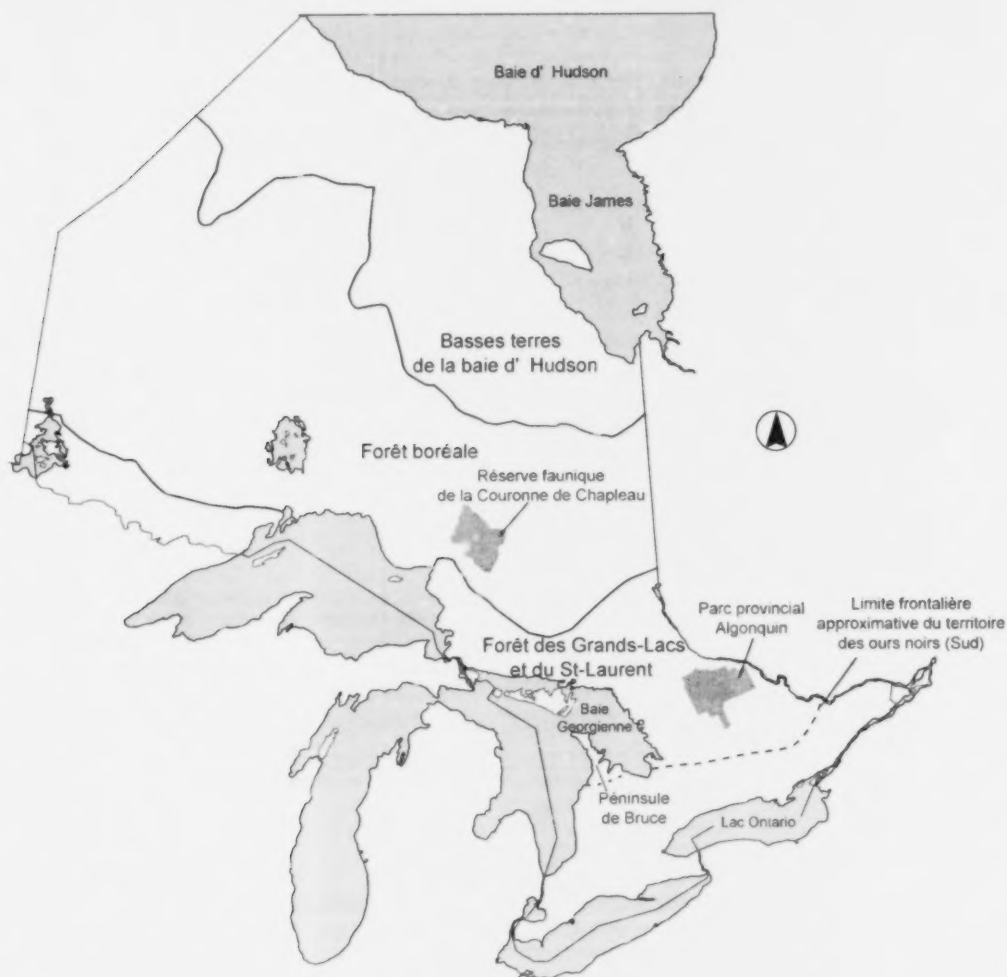 Baie d' Hudson
Baie James
Basses terres
de la baie d' Hudson
Forêt boréale
Réserve faunique
de la Couronne de Chapleau
Parc provincial
Algonquin
Limite frontalière
approximative du territoire
des ours noirs (Sud)
Forêt des Grands-Lacs
et du St-Laurent
Baie
Georgienne
Péninsule
de Bruce
Lac Ontario